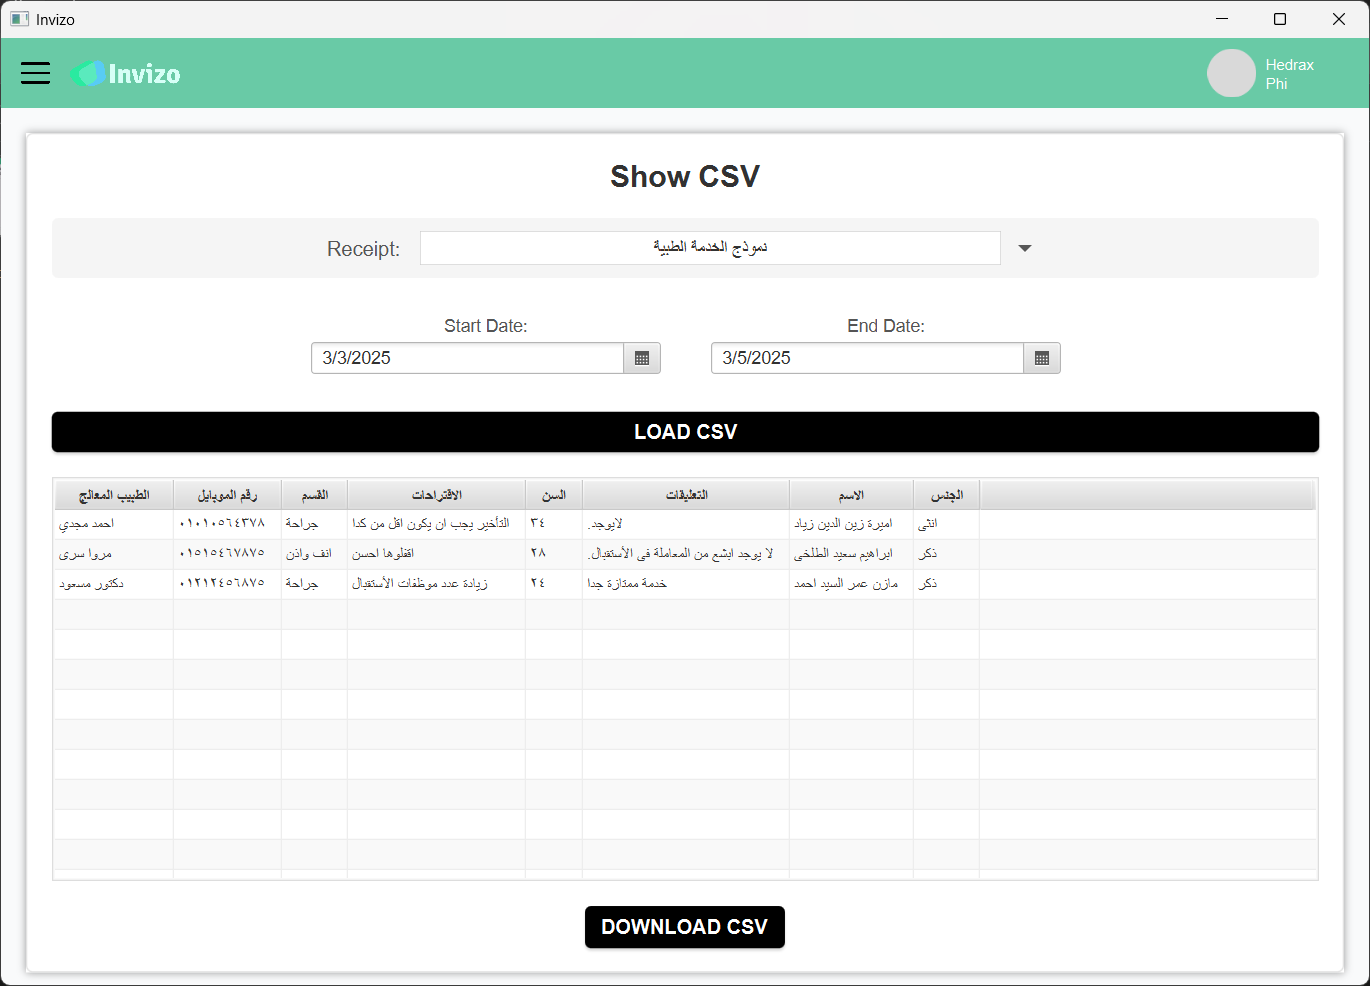 Invizo
Invizo
Hedrax
Phi
Show CSV
Receipt: نموذج الخدمة الطبية
Start Date: End Date:
3/3/2025 3/5/2025
LOAD CSV
الطبيب المعالج رقم الموبايل القسم الاقتراحات السن التعليقات الاسم الجنس
احمد مجدي ٠١٠١٠٥٦٤٣٧٨ جراحة التأخير يجب ان يكون اقل من كدا ٣٤ لايوجد. اميرة زين الدين زياد انثى
مروا سرى ٠١٥١٥٤٦٧٨٧٥ انف واذن اقفلوها احسن ٢٨ لا يوجد ابشع من المعاملة فى الأستقبال. ابراهيم سعيد الطلخى ذكر
دكتور مسعود ٠١٢١٢٤٥٦٨٧٥ جراحة زيادة عدد موظفات الأستقبال ٢٤ خدمة ممتازة جدا مازن عمر السيد احمد ذكر
DOWNLOAD CSV